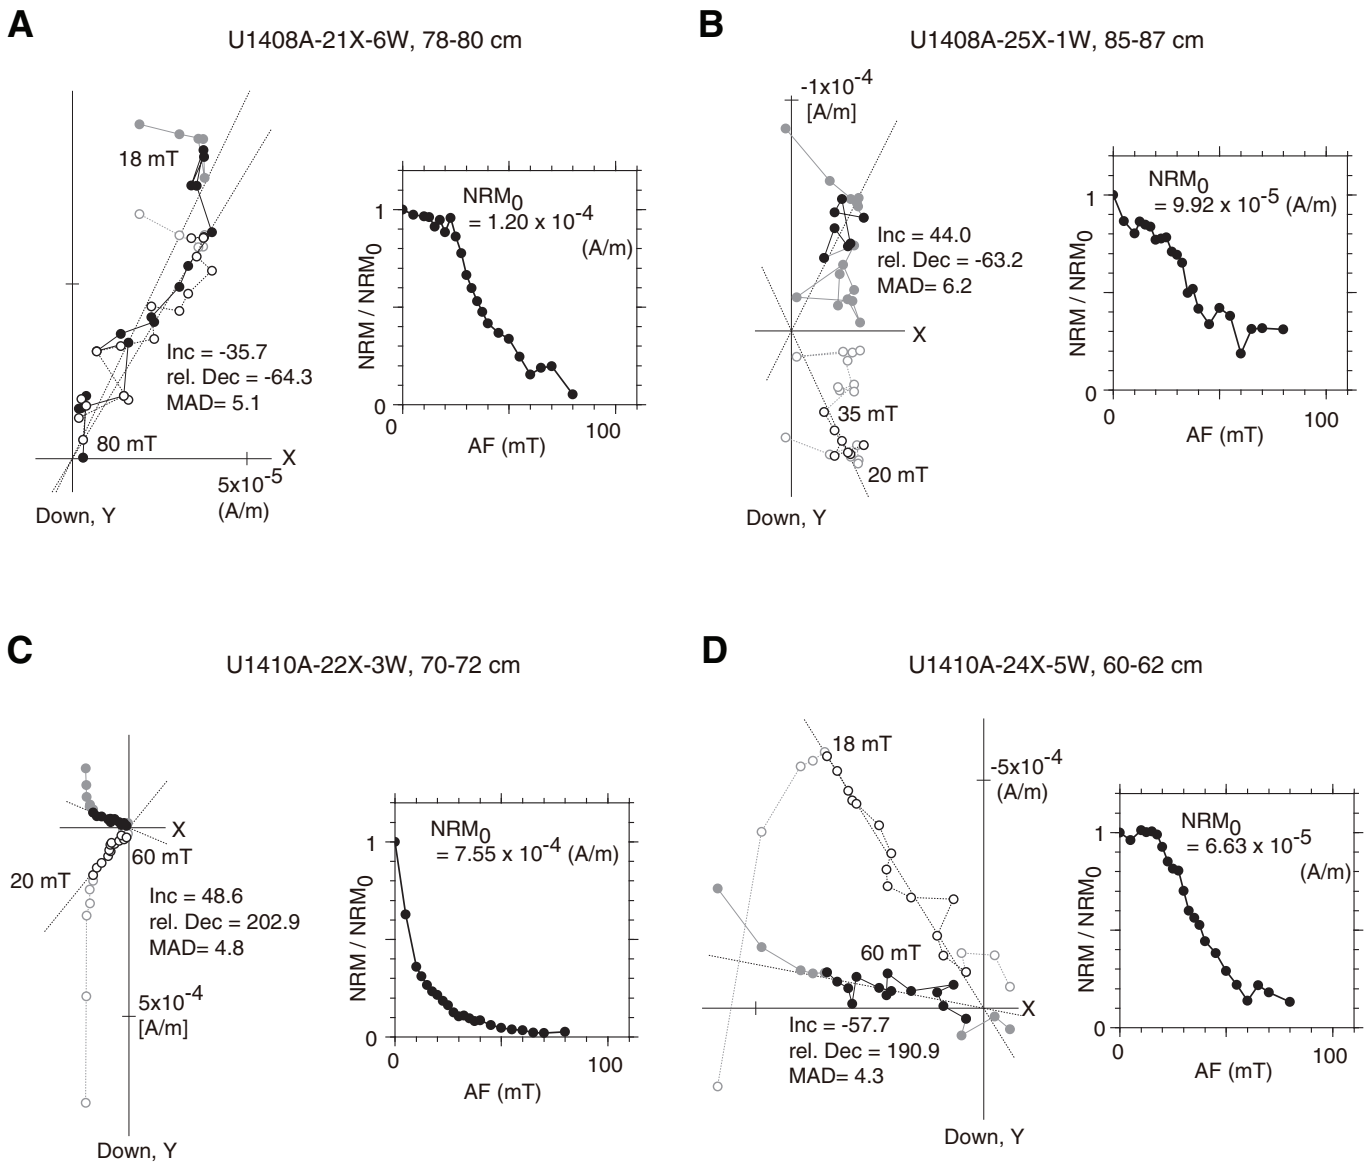 A
U1408A-21X-6W, 78-80 cm
18 mT
Inc = -35.7
rel. Dec = -64.3
MAD= 5.1
80 mT
X
5x10-5
(A/m)
Down, Y
NRM0
= 1.20 x 10-4
(A/m)
NRM / NRM0
1
0
0
100
AF (mT)
B
U1408A-25X-1W, 85-87 cm
-1x10-4
[A/m]
Inc = 44.0
rel. Dec = -63.2
MAD= 6.2
X
35 mT
20 mT
Down, Y
NRM0
= 9.92 x 10-5 (A/m)
NRM / NRM0
1
0
0
100
AF (mT)
C
U1410A-22X-3W, 70-72 cm
X
60 mT
20 mT
Inc = 48.6
rel. Dec = 202.9
MAD= 4.8
5x10-4
[A/m]
Down, Y
NRM0
= 7.55 x 10-4 (A/m)
NRM / NRM0
1
0
0
100
AF (mT)
D
U1410A-24X-5W, 60-62 cm
18 mT
-5x10-4
(A/m)
60 mT
X
Inc = -57.7
rel. Dec = 190.9
MAD= 4.3
Down, Y
NRM0
= 6.63 x 10-5
(A/m)
NRM / NRM0
1
0
0
100
AF (mT)